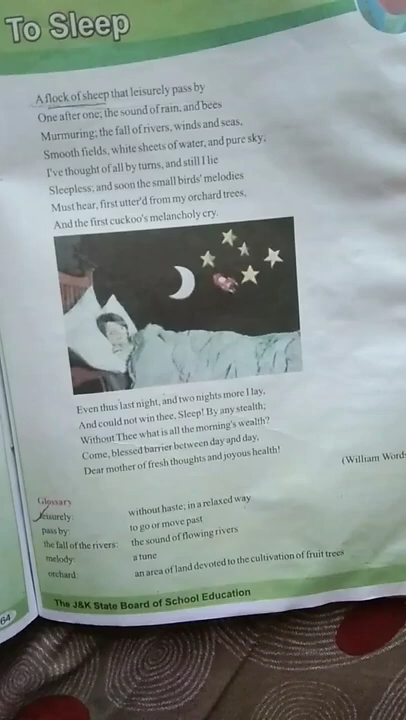 To Sleep
A flock of sheep that leisurely pass by
One after one; the sound of rain, and bees
Murmuring; the fall of rivers, winds and seas,
Smooth fields, white sheets of water, and pure sky;
I've thought of all by turns, and still I lie
Sleepless; and soon the small birds' melodies
Must hear, first utter'd from my orchard trees,
And the first cuckoo's melancholy cry.
Even thus last night, and two nights more I lay,
And could not win thee, Sleep! By any stealth;
Without Thee what is all the morning's wealth?
Come, blessed barrier between day and day,
Dear mother of fresh thoughts and joyous health!
(William Words
Glossary
leisurely: without haste; in a relaxed way
pass by: to go or move past
the fall of the rivers: the sound of flowing rivers
melody: a tune
orchard: an area of land devoted to the cultivation of fruit trees
64
The J&K State Board of School Education